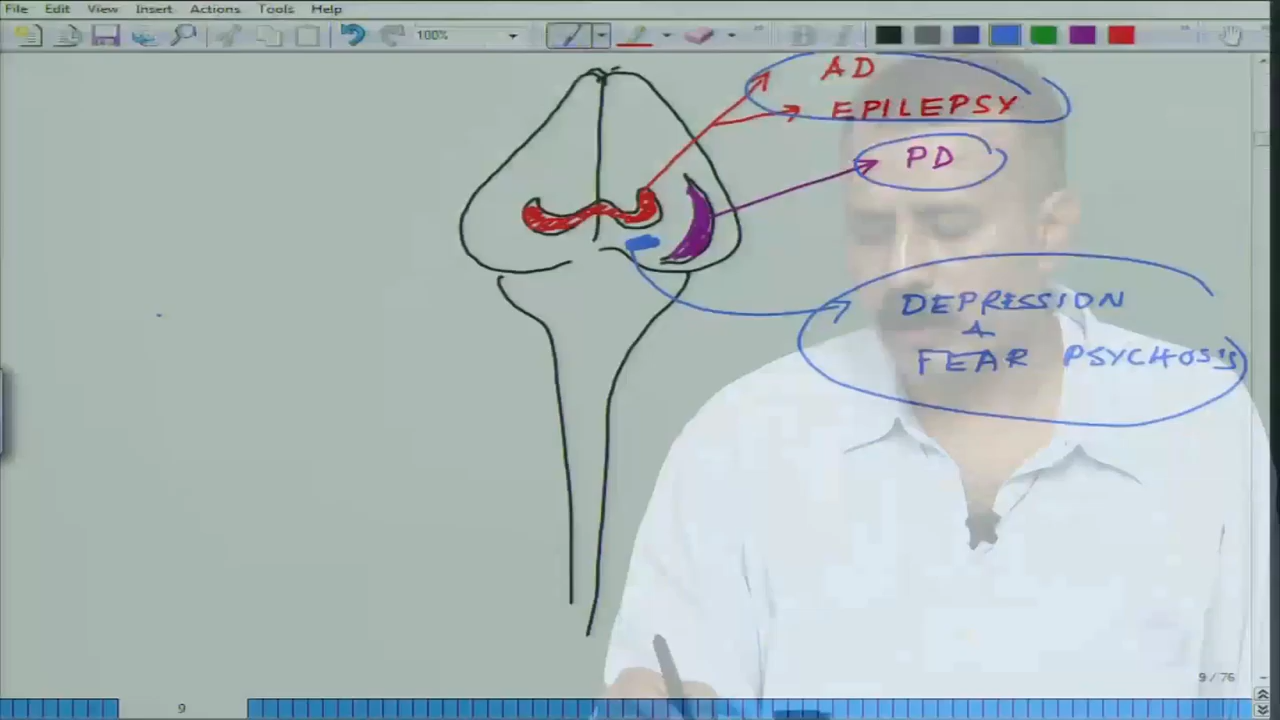 File Edit View Insert Actions Tools Help
100%
AD
EPILEPSY
PD
DEPRESSION
&
FEAR PSYCHOSIS
9 / 76
9